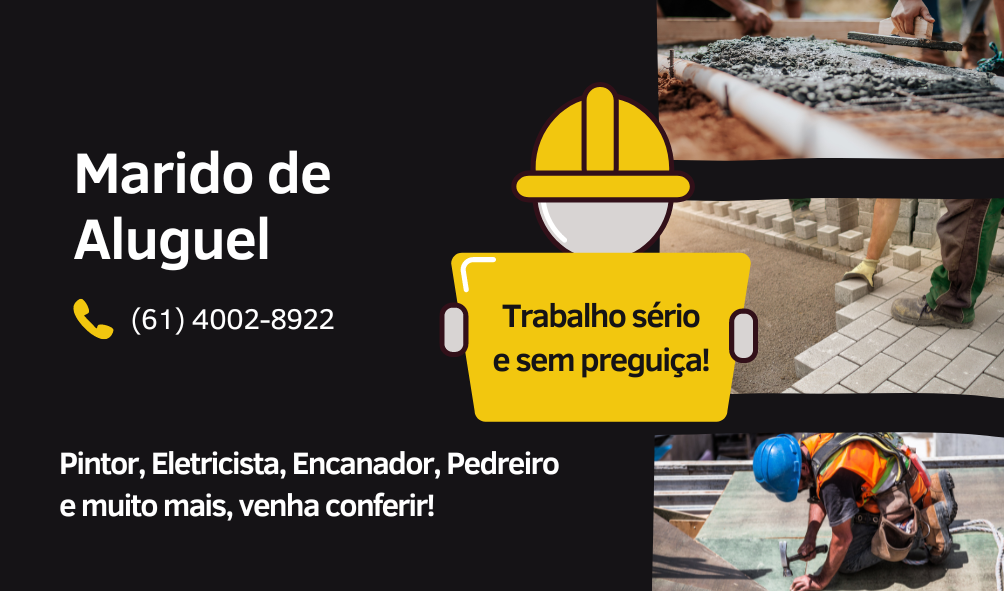 Marido de
Aluguel
(61) 4002-8922
Trabalho sério
e sem preguiça!
Pintor, Eletricista, Encanador, Pedreiro
e muito mais, venha conferir!